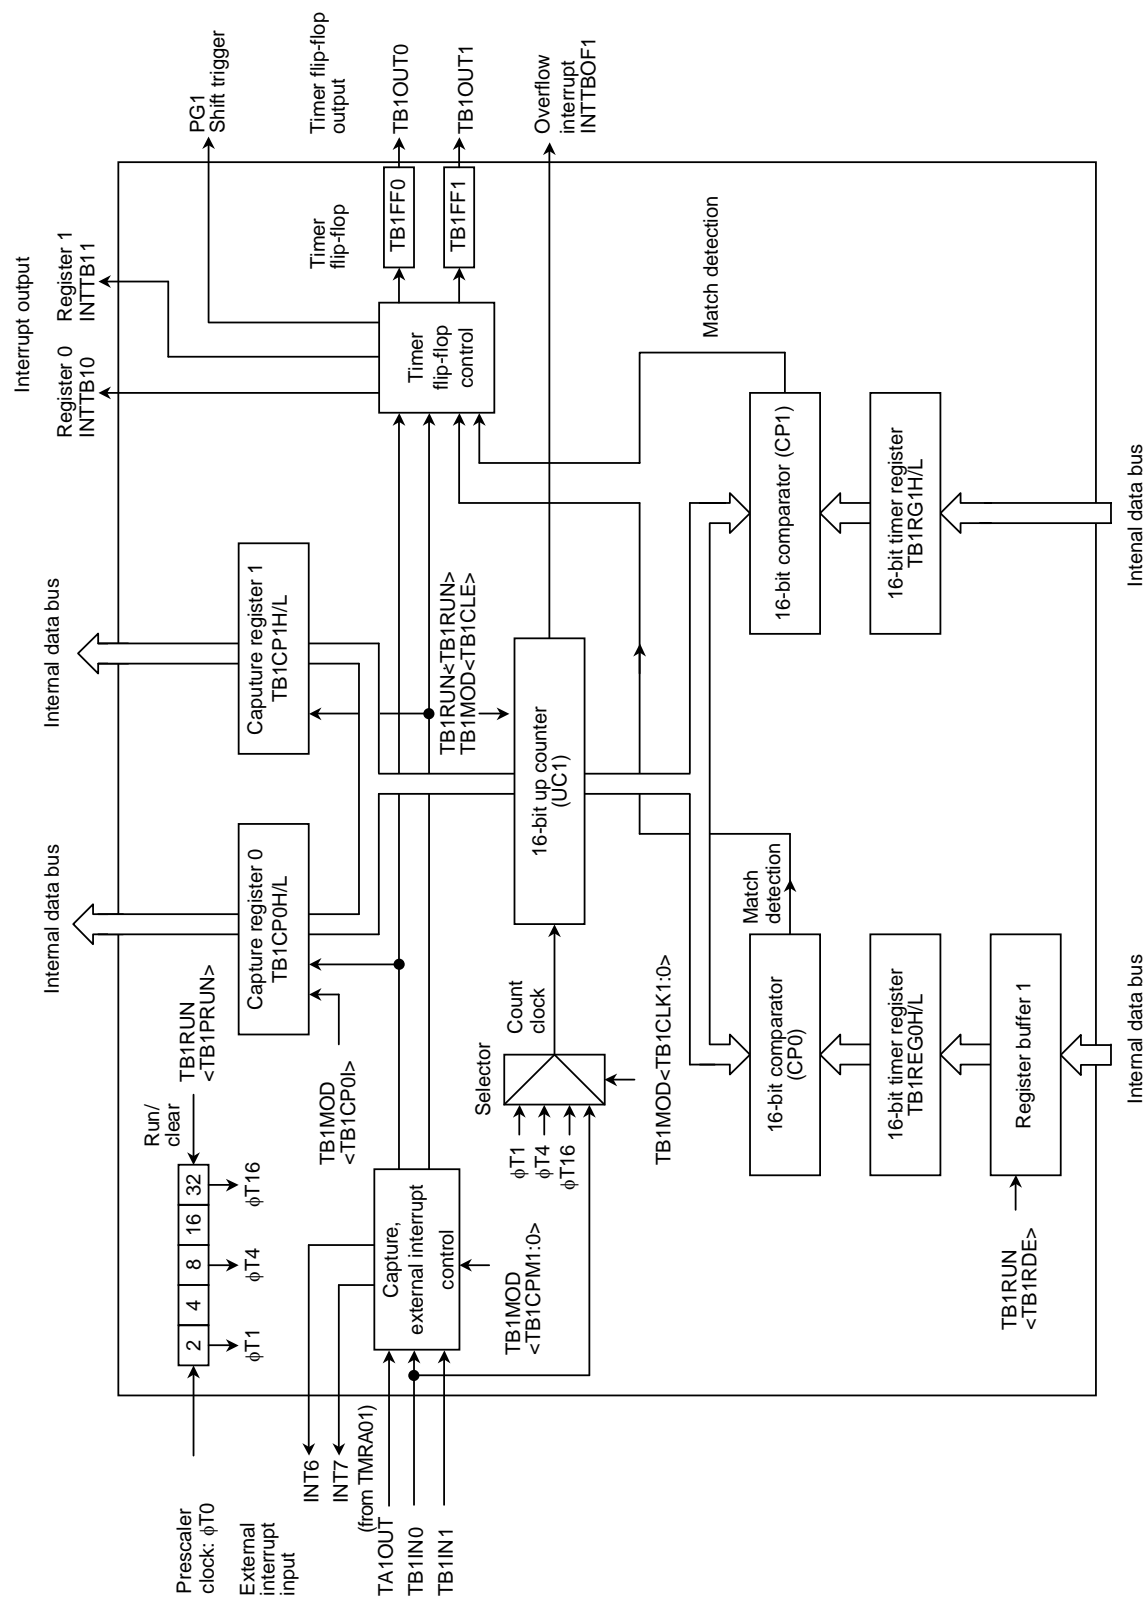 Prescaler
clock: ϕT0
2
4
8
16
32
ϕT1
ϕT4
ϕT16
Run/
clear
TB1RUN
<TB1PRUN>
External
interrupt
input
INT6
INT7
TA1OUT
(from TMRA01)
TB1IN0
TB1IN1
Capture,
external interrupt
control
TB1MOD
<TB1CPM1:0>
TB1MOD
<TB1CP0I>
Internal data bus
Capture register 0
TB1CP0H/L
Internal data bus
Caputure register 1
TB1CP1H/L
Interrupt output
Register 0
INTTB10
Register 1
INTTB11
PG1
Shift trigger
Timer
flip-flop
control
Timer
flip-flop
TB1FF0
TB1FF1
Timer flip-flop
output
TB1OUT0
TB1OUT1
Selector
ϕT1
ϕT4
ϕT16
Count
clock
TB1MOD<TB1CLK1:0>
16-bit up counter
(UC1)
TB1RUN<TB1RUN>
TB1MOD<TB1CLE>
Overflow
interrupt
INTTBOF1
Match
detection
Match detection
16-bit comparator
(CP0)
16-bit comparator (CP1)
16-bit timer register
TB1REG0H/L
16-bit timer register
TB1RG1H/L
Register buffer 1
TB1RUN
<TB1RDE>
Internal data bus
Intenal data bus